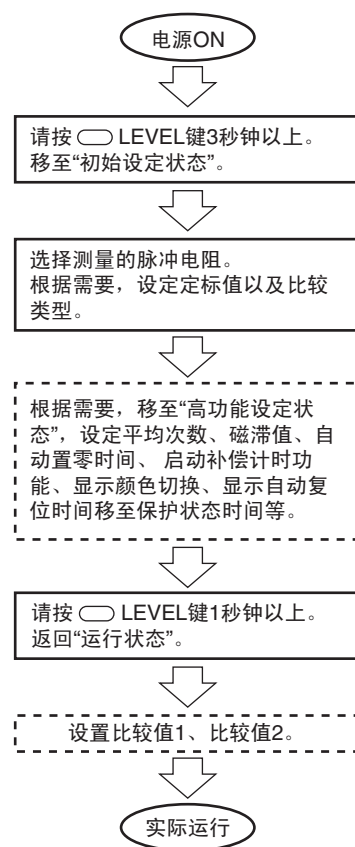 电源ON
请按 LEVEL键3秒钟以上。
移至“初始设定状态”。
选择测量的脉冲电阻。
根据需要，设定定标值以及比较
类型。
根据需要，移至“高功能设定状
态”，设定平均次数、磁滞值、自
动置零时间、 启动补偿计时功
能、显示颜色切换、显示自动复
位时间移至保护状态时间等。
请按 LEVEL键1秒钟以上。
返回“运行状态”。
设置比较值1、比较值2。
实际运行